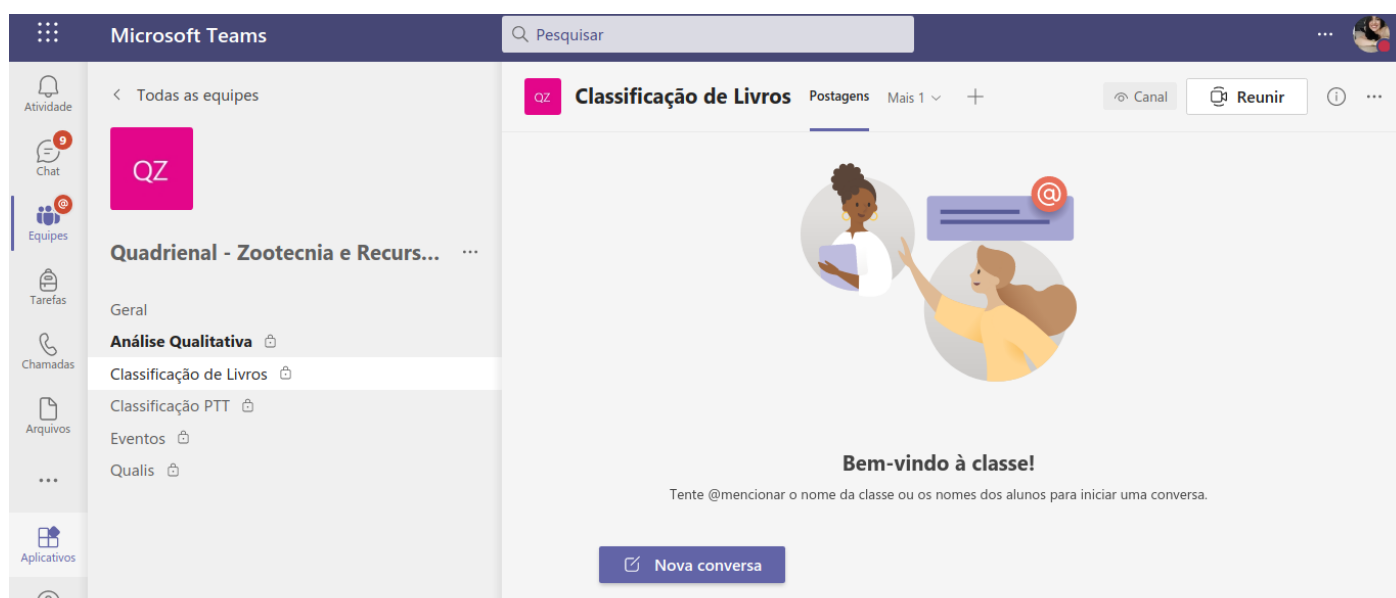 Microsoft Teams
Pesquisar
Atividade
9
Chat
@
Equipes
Tarefas
Chamadas
Arquivos
Aplicativos
Todas as equipes
QZ
Quadrienal - Zootecnia e Recurs...
Geral
Análise Qualitativa
Classificação de Livros
Classificação PTT
Eventos
Qualis
QZ Classificação de Livros Postagens Mais 1 Canal Reunir
@
Bem-vindo à classe!
Tente @mencionar o nome da classe ou os nomes dos alunos para iniciar uma conversa.
Nova conversa